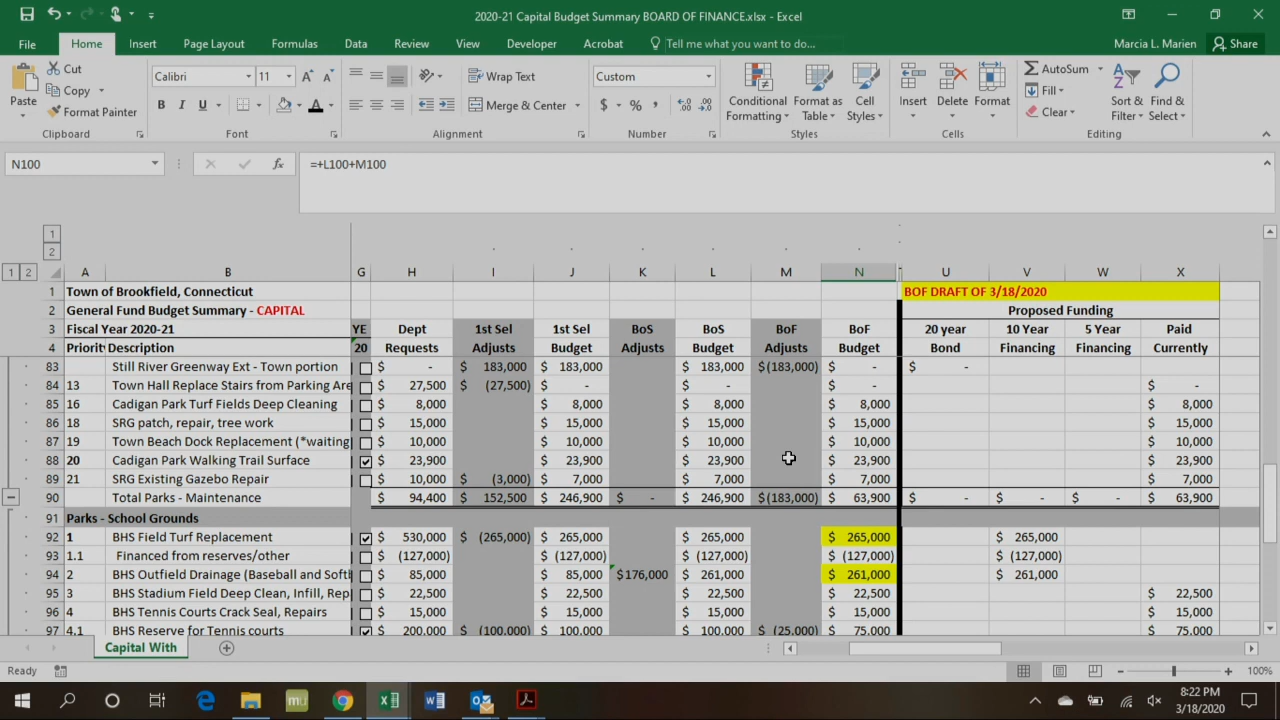 2020-21 Capital Budget Summary BOARD OF FINANCE.xlsx - Excel
File Home Insert Page Layout Formulas Data Review View Developer Acrobat Tell me what you want to do... Marcia L. Marien Share
Paste Cut Copy Format Painter Clipboard
Calibri 11 B I U Font
Wrap Text Merge & Center Alignment
Custom $ % Number
Conditional Formatting Format as Table Cell Styles Styles
Insert Delete Format Cells
AutoSum Fill Clear Sort & Filter Find & Select Editing
N100 fx =+L100+M100
1
2
1 2 A B G H I J K L M N U V W X
1 Town of Brookfield, Connecticut BOF DRAFT OF 3/18/2020
2 General Fund Budget Summary - CAPITAL Proposed Funding
3 Fiscal Year 2020-21 YE Dept 1st Sel 1st Sel BoS BoS BoF BoF 20 year 10 Year 5 Year Paid
4 Priorit Description 20 Requests Adjusts Budget Adjusts Budget Adjusts Budget Bond Financing Financing Currently
83 Still River Greenway Ext - Town portion $ - $ 183,000 $ 183,000 $ 183,000 $(183,000) $ - $ -
84 13 Town Hall Replace Stairs from Parking Are $ 27,500 $ (27,500) $ - $ - $ - $ -
85 16 Cadigan Park Turf Fields Deep Cleaning $ 8,000 $ 8,000 $ 8,000 $ 8,000 $ 8,000
86 18 SRG patch, repair, tree work $ 15,000 $ 15,000 $ 15,000 $ 15,000 $ 15,000
87 19 Town Beach Dock Replacement (*waiting $ 10,000 $ 10,000 $ 10,000 $ 10,000 $ 10,000
88 20 Cadigan Park Walking Trail Surface $ 23,900 $ 23,900 $ 23,900 $ 23,900 $ 23,900
89 21 SRG Existing Gazebo Repair $ 10,000 $ (3,000) $ 7,000 $ 7,000 $ 7,000 $ 7,000
90 Total Parks - Maintenance $ 94,400 $ 152,500 $ 246,900 $ - $ 246,900 $(183,000) $ 63,900 $ - $ - $ - $ 63,900
91 Parks - School Grounds
92 1 BHS Field Turf Replacement $ 530,000 $ (265,000) $ 265,000 $ 265,000 $ 265,000 $ 265,000
93 1.1 Financed from reserves/other $ (127,000) $ (127,000) $ (127,000) $ (127,000) $ (127,000)
94 2 BHS Outfield Drainage (Baseball and Softb $ 85,000 $ 85,000 $176,000 $ 261,000 $ 261,000 $ 261,000
95 3 BHS Stadium Field Deep Clean, Infill, Rep $ 22,500 $ 22,500 $ 22,500 $ 22,500 $ 22,500
96 4 BHS Tennis Courts Crack Seal, Repairs $ 15,000 $ 15,000 $ 15,000 $ 15,000 $ 15,000
97 4.1 BHS Reserve for Tennis courts $ 200,000 $ (100,000) $ 100,000 $ 100,000 $ (25,000) $ 75,000 $ 75,000
Capital With
Ready 100%
mu
8:22 PM
3/18/2020